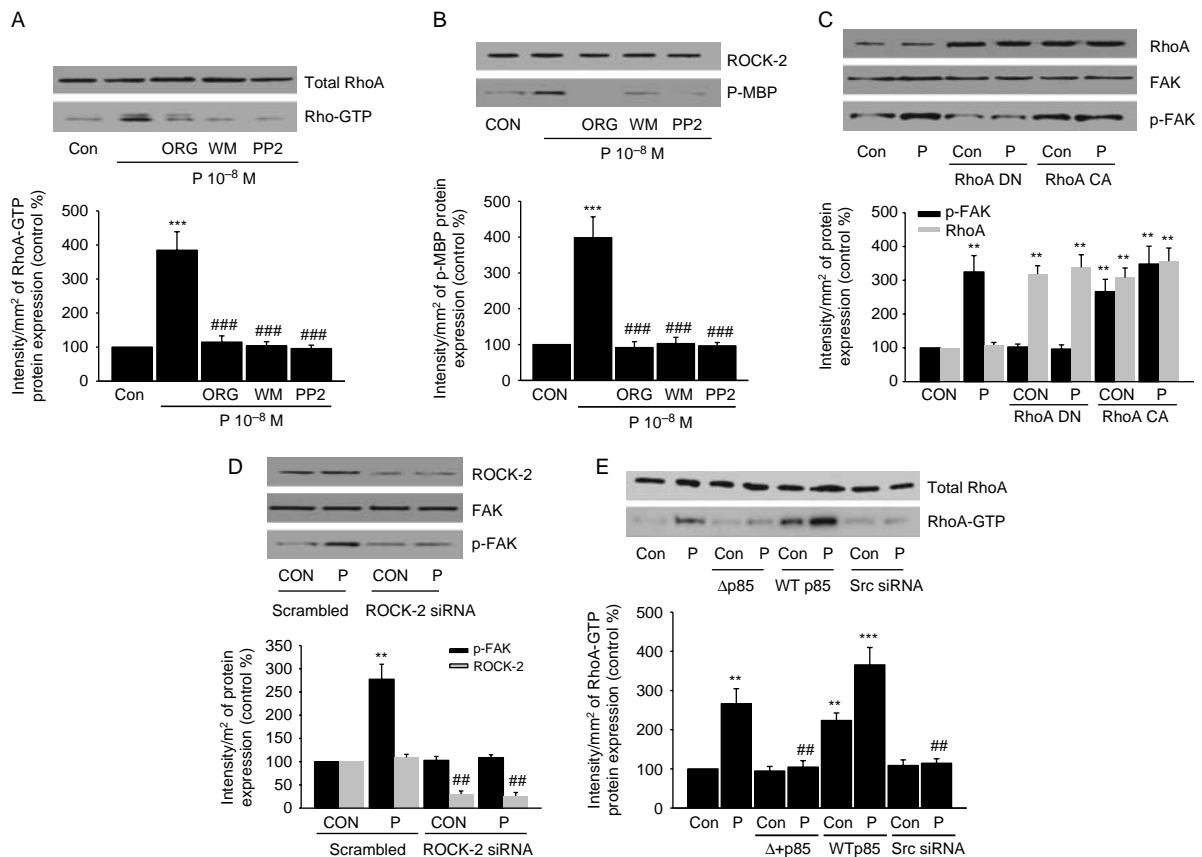 A
Total RhoA
Rho-GTP
Con
ORG WM PP2
P 10⁻⁸ M
Intensity/mm² of RhoA-GTP
protein expression (control %)
500
400
300
200
100
0
***
### ### ###
Con
ORG WM PP2
P 10⁻⁸ M
B
ROCK-2
P-MBP
CON
ORG WM PP2
P 10⁻⁸ M
Intensity/mm² of p-MBP protein
expression (control %)
500
400
300
200
100
0
***
### ### ###
CON
ORG WM PP2
P 10⁻⁸ M
C
RhoA
FAK
p-FAK
Con P Con P Con P
RhoA DN RhoA CA
Intensity/mm² of protein
expression (control %)
500
400
300
200
100
0
p-FAK
RhoA
** ** ** ** ** ** **
CON P CON P CON P
RhoA DN RhoA CA
D
ROCK-2
FAK
p-FAK
CON P CON P
Scrambled ROCK-2 siRNA
Intensity/m² of protein
expression (control %)
350
300
250
200
150
100
50
0
p-FAK
ROCK-2
**
## ##
CON P CON P
Scrambled ROCK-2 siRNA
E
Total RhoA
RhoA-GTP
Con P Con P Con P Con P
Δp85 WT p85 Src siRNA
Intensity/mm² of RhoA-GTP
protein expression (control %)
500
400
300
200
100
0
** ## ** *** ##
Con P Con P Con P Con P
Δ+p85 WTp85 Src siRNA